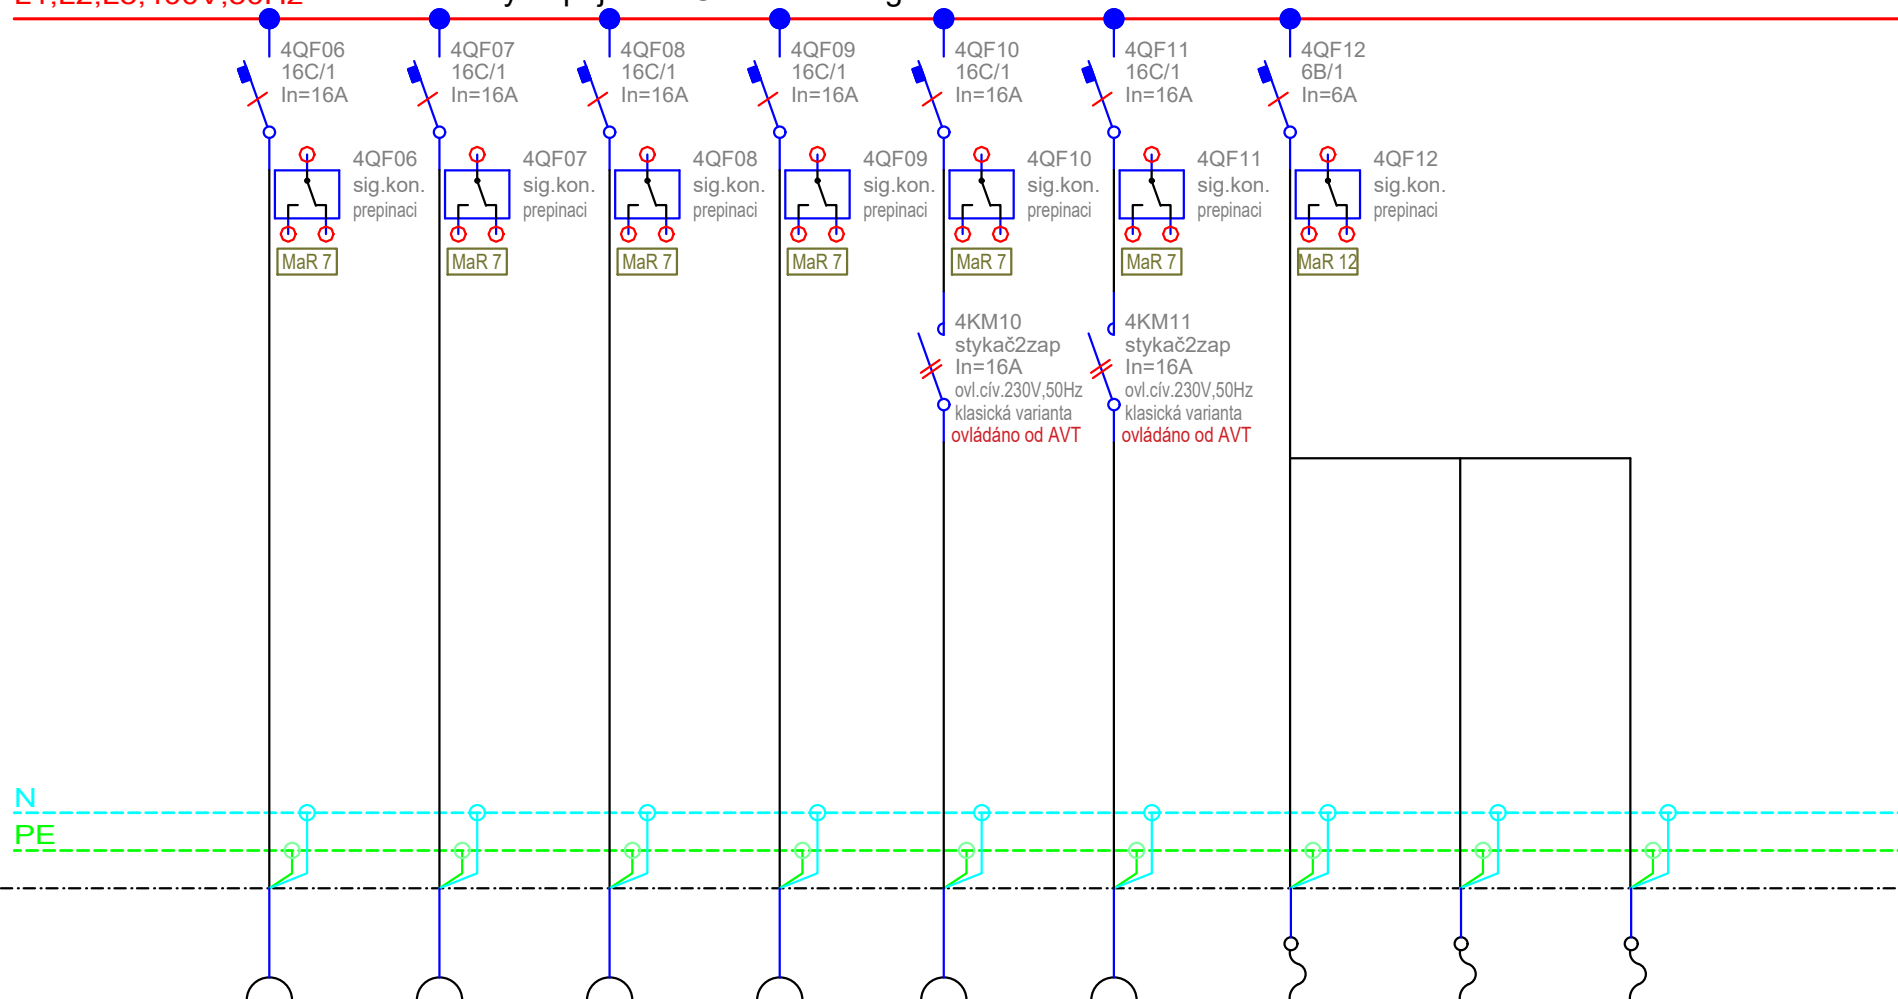 4QF06
16C/1
In=16A
4QF07
16C/1
In=16A
4QF08
16C/1
In=16A
4QF09
16C/1
In=16A
4QF10
16C/1
In=16A
4QF11
16C/1
In=16A
4QF12
6B/1
In=6A
4QF06
sig.kon.
prepinaci
MaR 7
4QF07
sig.kon.
prepinaci
MaR 7
4QF08
sig.kon.
prepinaci
MaR 7
4QF09
sig.kon.
prepinaci
MaR 7
4QF10
sig.kon.
prepinaci
MaR 7
4QF11
sig.kon.
prepinaci
MaR 7
4QF12
sig.kon.
prepinaci
MaR 12
4KM10
stykač2zap
In=16A
ovl.cív.230V,50Hz
klasická varianta
ovládáno od AVT
4KM11
stykač2zap
In=16A
ovl.cív.230V,50Hz
klasická varianta
ovládáno od AVT
N
PE